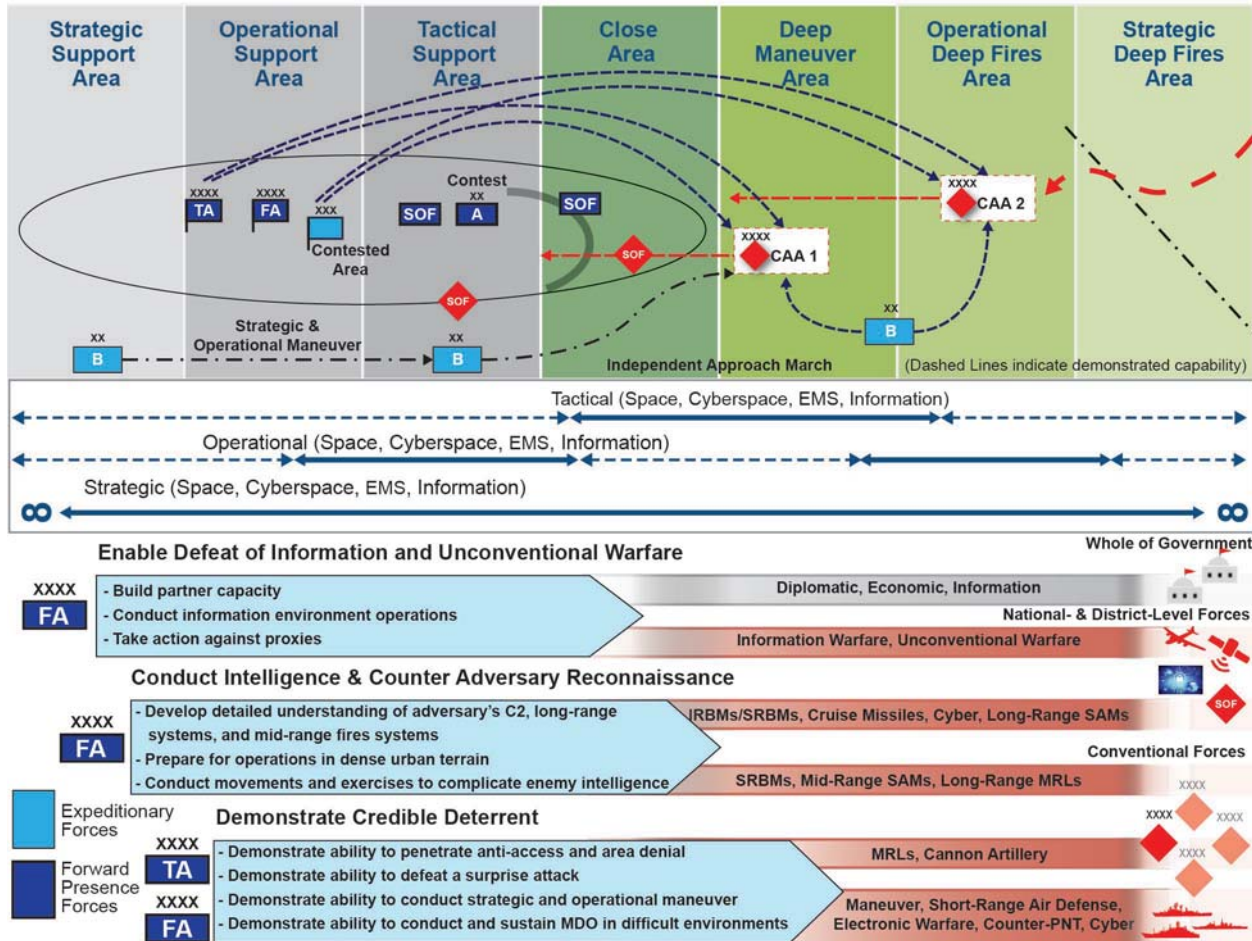 Strategic
Support
Area
Operational
Support
Area
Tactical
Support
Area
Close
Area
Deep
Maneuver
Area
Operational
Deep Fires
Area
Strategic
Deep Fires
Area
XXXX
TA
XXXX
FA
XXX
Contested
Area
SOF
Contest
XX
A
SOF
SOF
SOF
XXXX
CAA 1
XXXX
CAA 2
XX
B
Strategic &
Operational Maneuver
XX
B
XX
B
Independent Approach March
(Dashed Lines indicate demonstrated capability)
Tactical (Space, Cyberspace, EMS, Information)
Operational (Space, Cyberspace, EMS, Information)
Strategic (Space, Cyberspace, EMS, Information)
∞
∞
Enable Defeat of Information and Unconventional Warfare
XXXX
FA
- Build partner capacity
- Conduct information environment operations
- Take action against proxies
Whole of Government
Diplomatic, Economic, Information
National- & District-Level Forces
Information Warfare, Unconventional Warfare
Conduct Intelligence & Counter Adversary Reconnaissance
XXXX
FA
- Develop detailed understanding of adversary's C2, long-range
systems, and mid-range fires systems
- Prepare for operations in dense urban terrain
- Conduct movements and exercises to complicate enemy intelligence
IRBMs/SRBMs, Cruise Missiles, Cyber, Long-Range SAMs
SOF
Conventional Forces
SRBMs, Mid-Range SAMs, Long-Range MRLs
Expeditionary
Forces
Forward
Presence
Forces
Demonstrate Credible Deterrent
XXXX
TA
XXXX
FA
- Demonstrate ability to penetrate anti-access and area denial
- Demonstrate ability to defeat a surprise attack
- Demonstrate ability to conduct strategic and operational maneuver
- Demonstrate ability to conduct and sustain MDO in difficult environments
MRLs, Cannon Artillery
Maneuver, Short-Range Air Defense,
Electronic Warfare, Counter-PNT, Cyber
XXXX
XXXX
XXXX
XXXX